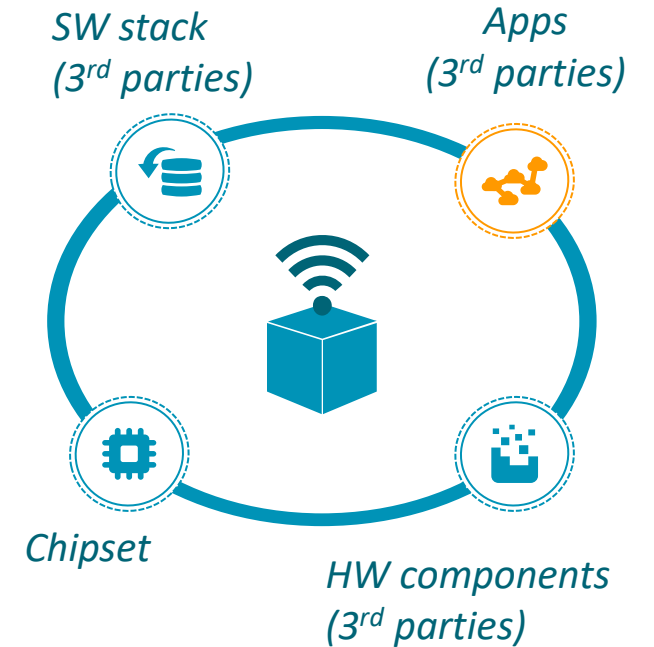 SW stack
(3rd parties)
Apps
(3rd parties)
Chipset
HW components
(3rd parties)